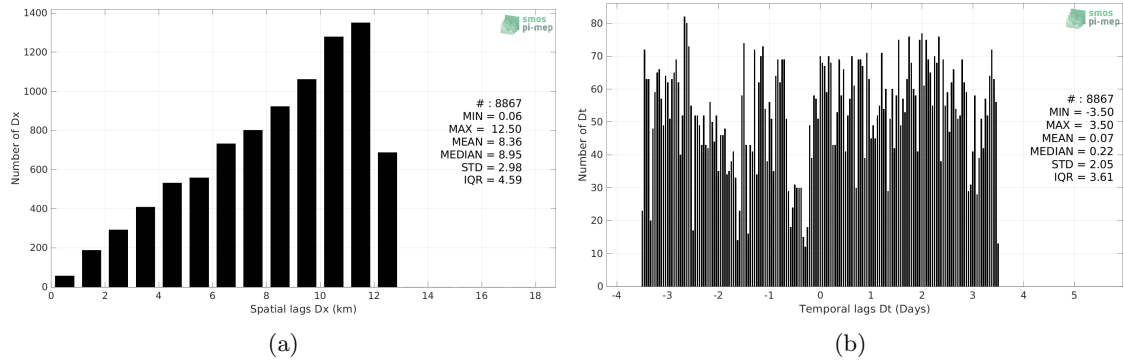 1400
1200
1000
800
600
400
200
0
Number of Dx
0 2 4 6 8 10 12 14 16 18
Spatial lags Dx (km)
smos
pi-mep
# : 8867
MIN = 0.06
MAX = 12.50
MEAN = 8.36
MEDIAN = 8.95
STD = 2.98
IQR = 4.59
(a)
80
70
60
50
40
30
20
10
0
Number of Dt
-4 -3 -2 -1 0 1 2 3 4 5
Temporal lags Dt (Days)
smos
pi-mep
# : 8867
MIN = -3.50
MAX = 3.50
MEAN = 0.07
MEDIAN = 0.22
STD = 2.05
IQR = 3.61
(b)